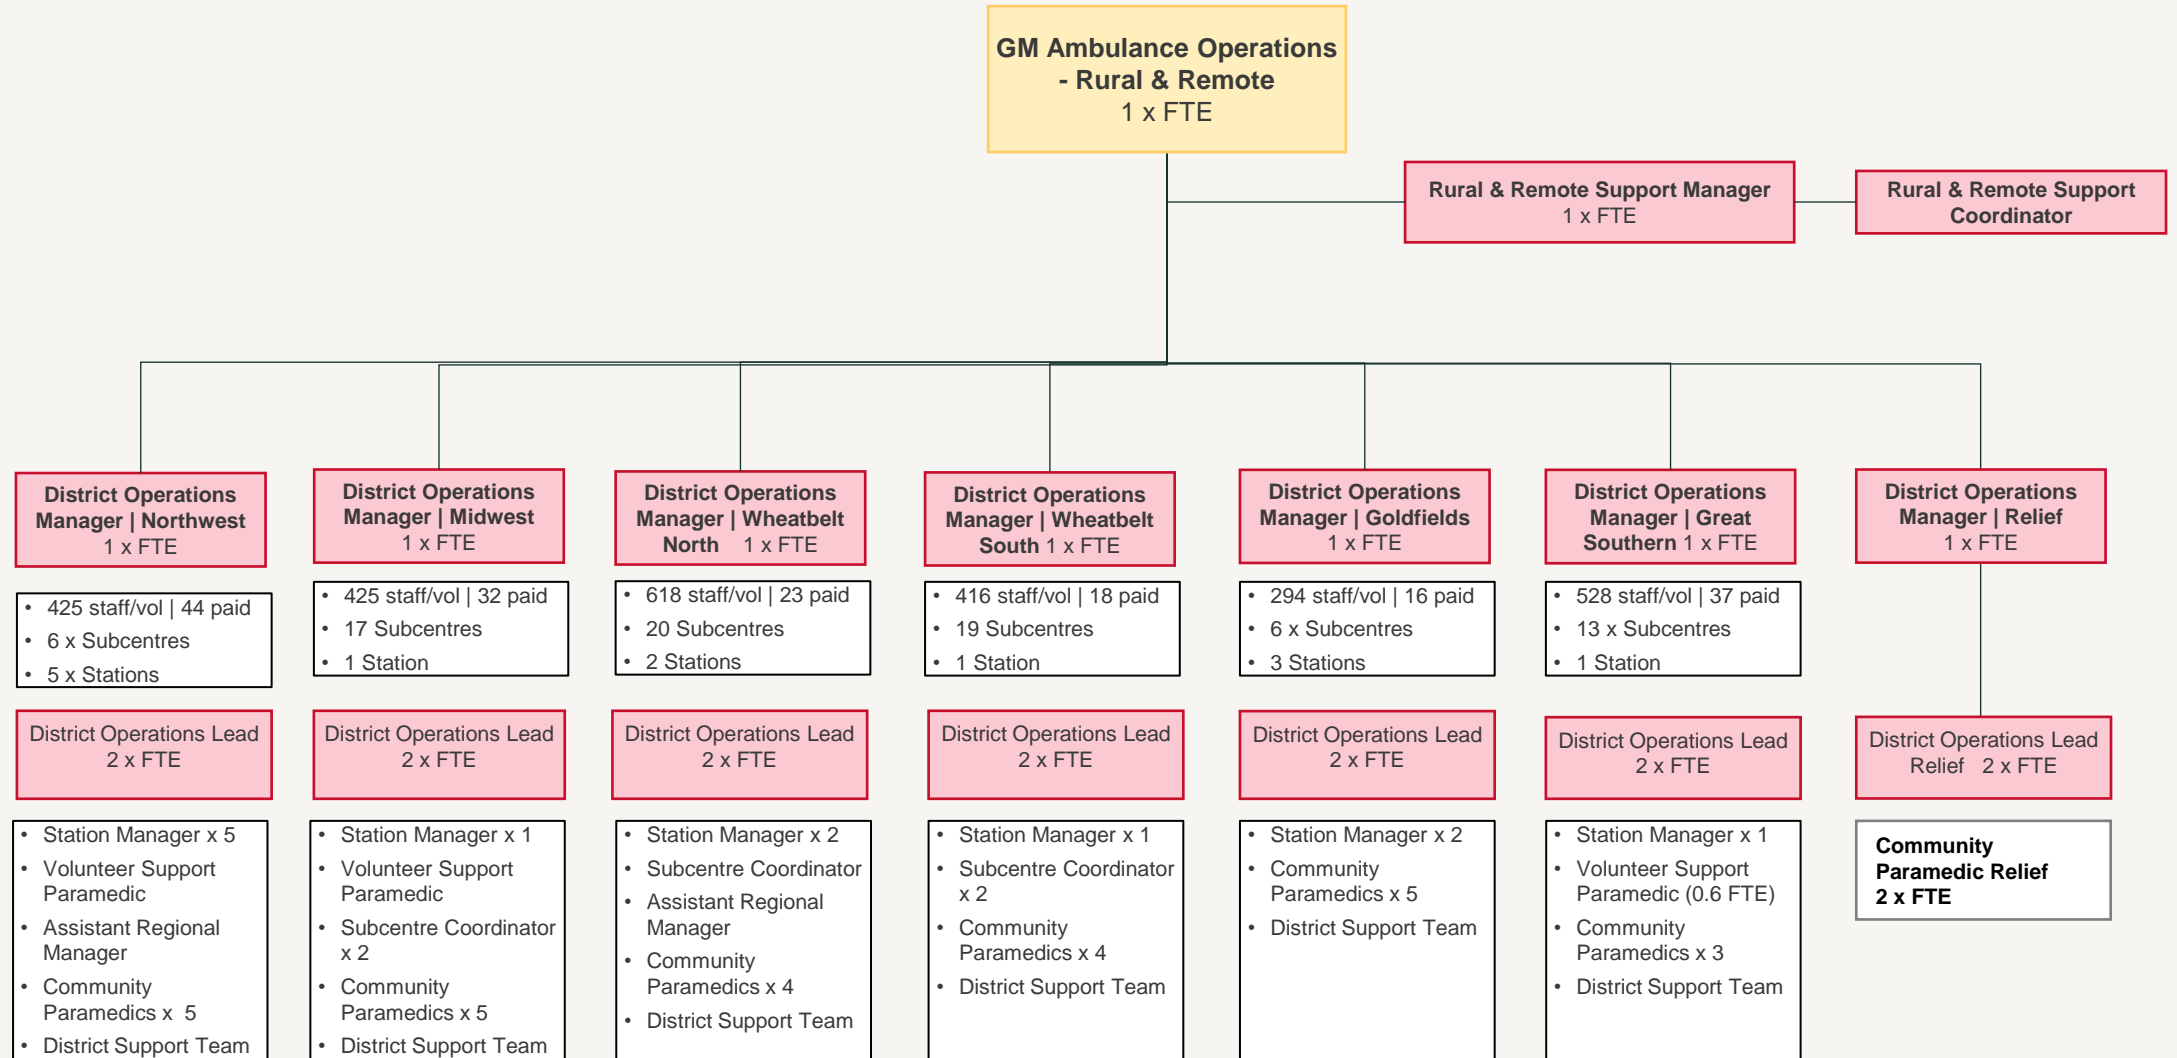 GM Ambulance Operations
- Rural & Remote
1 x FTE
Rural & Remote Support Manager
1 x FTE
Rural & Remote Support
Coordinator
District Operations
Manager | Northwest
1 x FTE
• 425 staff/vol | 44 paid
• 6 x Subcentres
• 5 x Stations
District Operations Lead
2 x FTE
• Station Manager x 5
• Volunteer Support
Paramedic
• Assistant Regional
Manager
• Community
Paramedics x  5
• District Support Team
District Operations
Manager | Midwest
1 x FTE
• 425 staff/vol | 32 paid
• 17 Subcentres
• 1 Station
District Operations Lead
2 x FTE
• Station Manager x 1
• Volunteer Support
Paramedic
• Subcentre Coordinator
x 2
• Community
Paramedics x 5
• District Support Team
District Operations
Manager | Wheatbelt
North    1 x FTE
• 618 staff/vol | 23 paid
• 20 Subcentres
• 2 Stations
District Operations Lead
2 x FTE
• Station Manager x 2
• Subcentre Coordinator
• Assistant Regional
Manager
• Community
Paramedics x 4
• District Support Team
District Operations
Manager | Wheatbelt
South 1 x FTE
• 416 staff/vol | 18 paid
• 19 Subcentres
• 1 Station
District Operations Lead
2 x FTE
• Station Manager x 1
• Subcentre Coordinator
x 2
• Community
Paramedics x 4
• District Support Team
District Operations
Manager | Goldfields
1 x FTE
• 294 staff/vol | 16 paid
• 6 x Subcentres
• 3 Stations
District Operations Lead
2 x FTE
• Station Manager x 2
• Community
Paramedics x 5
• District Support Team
District Operations
Manager | Great
Southern 1 x FTE
• 528 staff/vol | 37 paid
• 13 x Subcentres
• 1 Station
District Operations Lead
2 x FTE
• Station Manager x 1
• Volunteer Support
Paramedic (0.6 FTE)
• Community
Paramedics x 3
• District Support Team
District Operations
Manager | Relief
1 x FTE
District Operations Lead
Relief   2 x FTE
Community
Paramedic Relief
2 x FTE